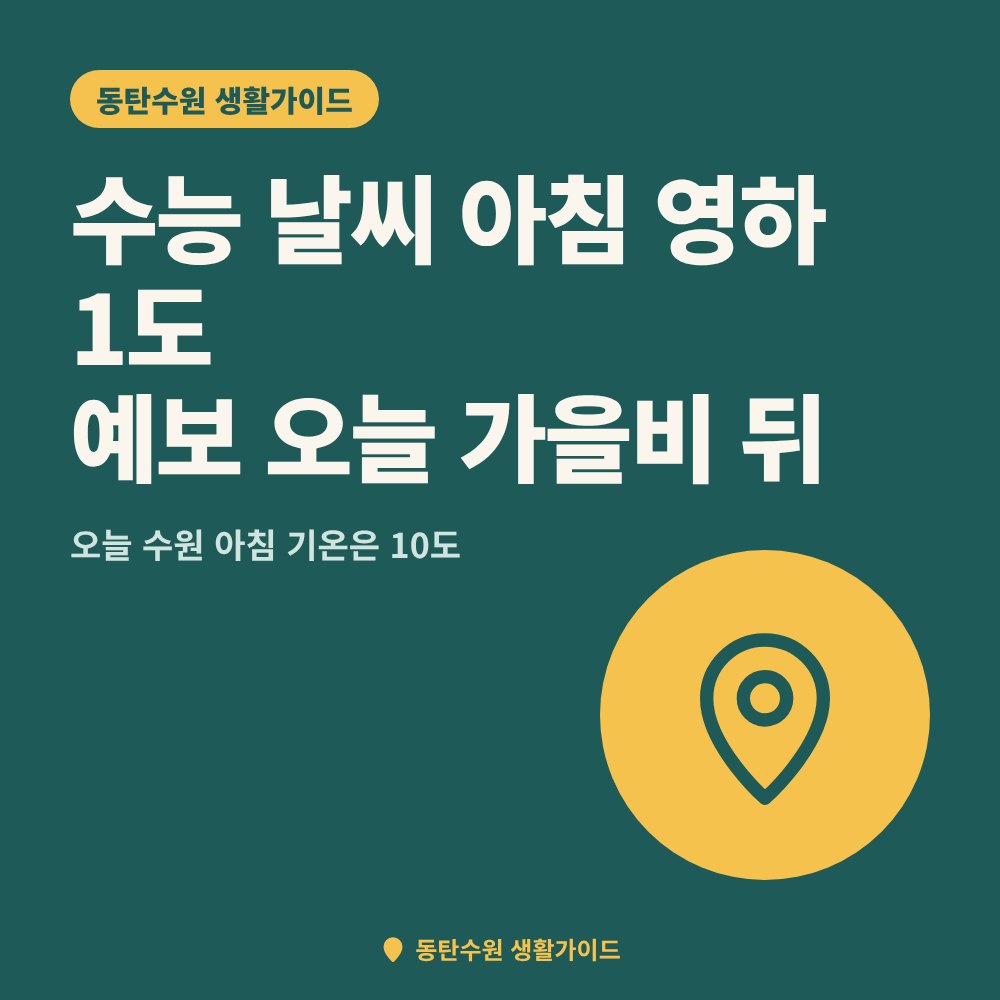 동탄수원 생활가이드
수능 날씨 아침 영하
1도
예보 오늘 가을비 뒤
오늘 수원 아침 기온은 10도
동탄수원 생활가이드